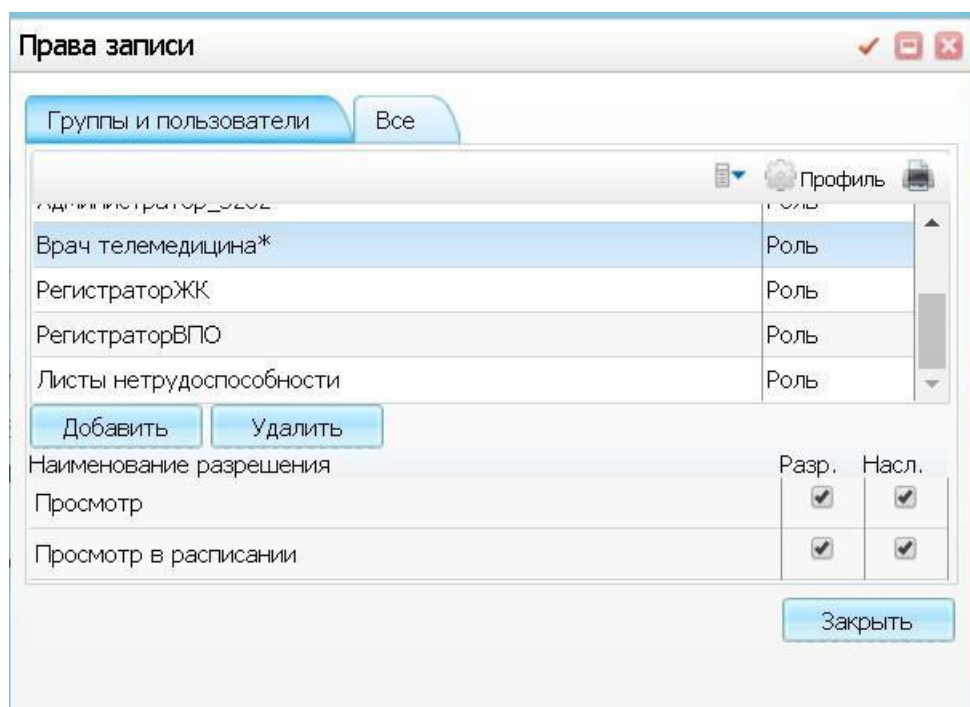 Права записи
Группы и пользователи Все
Профиль
Врач телемедицина* Роль
РегистраторЖК Роль
РегистраторВПО Роль
Листы нетрудоспособности Роль
Добавить Удалить
Наименование разрешения Разр. Насл.
Просмотр
Просмотр в расписании
Закрыть